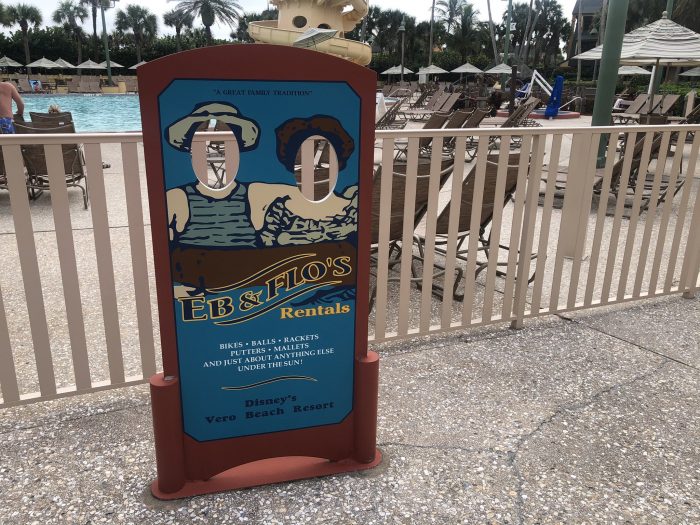 "A GREAT FAMILY TRADITION"
EB & FLO'S
Rentals
BIKES • BALLS • RACKETS
PUTTERS • MALLETS
AND JUST ABOUT ANYTHING ELSE
UNDER THE SUN!
Disney's
Vero Beach Resort